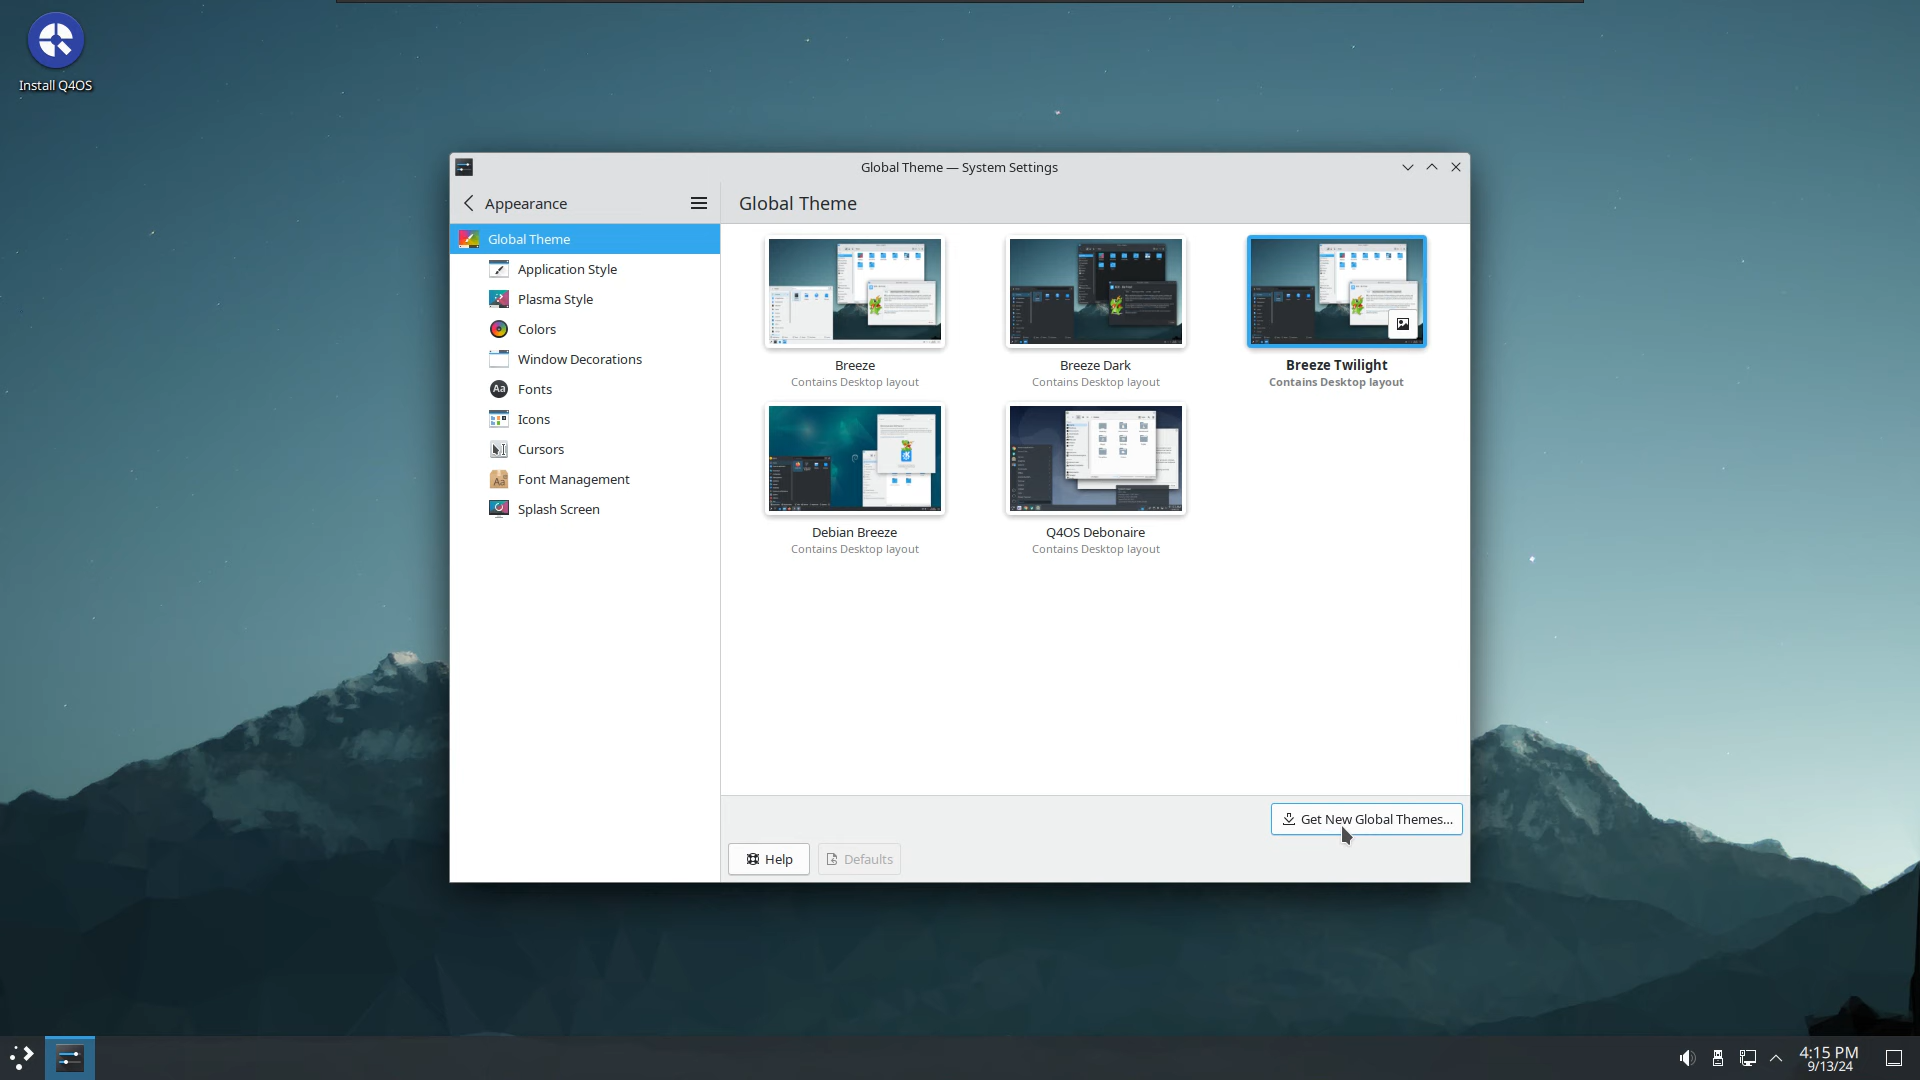 Install Q4OS
Global Theme — System Settings
Appearance
Global Theme
Global Theme
Application Style
Plasma Style
Colors
Window Decorations
Fonts
Icons
Cursors
Font Management
Splash Screen
Breeze
Contains Desktop layout
Breeze Dark
Contains Desktop layout
Breeze Twilight
Contains Desktop layout
Debian Breeze
Contains Desktop layout
Q4OS Debonaire
Contains Desktop layout
Get New Global Themes...
Help
Defaults
4:15 PM
9/13/24